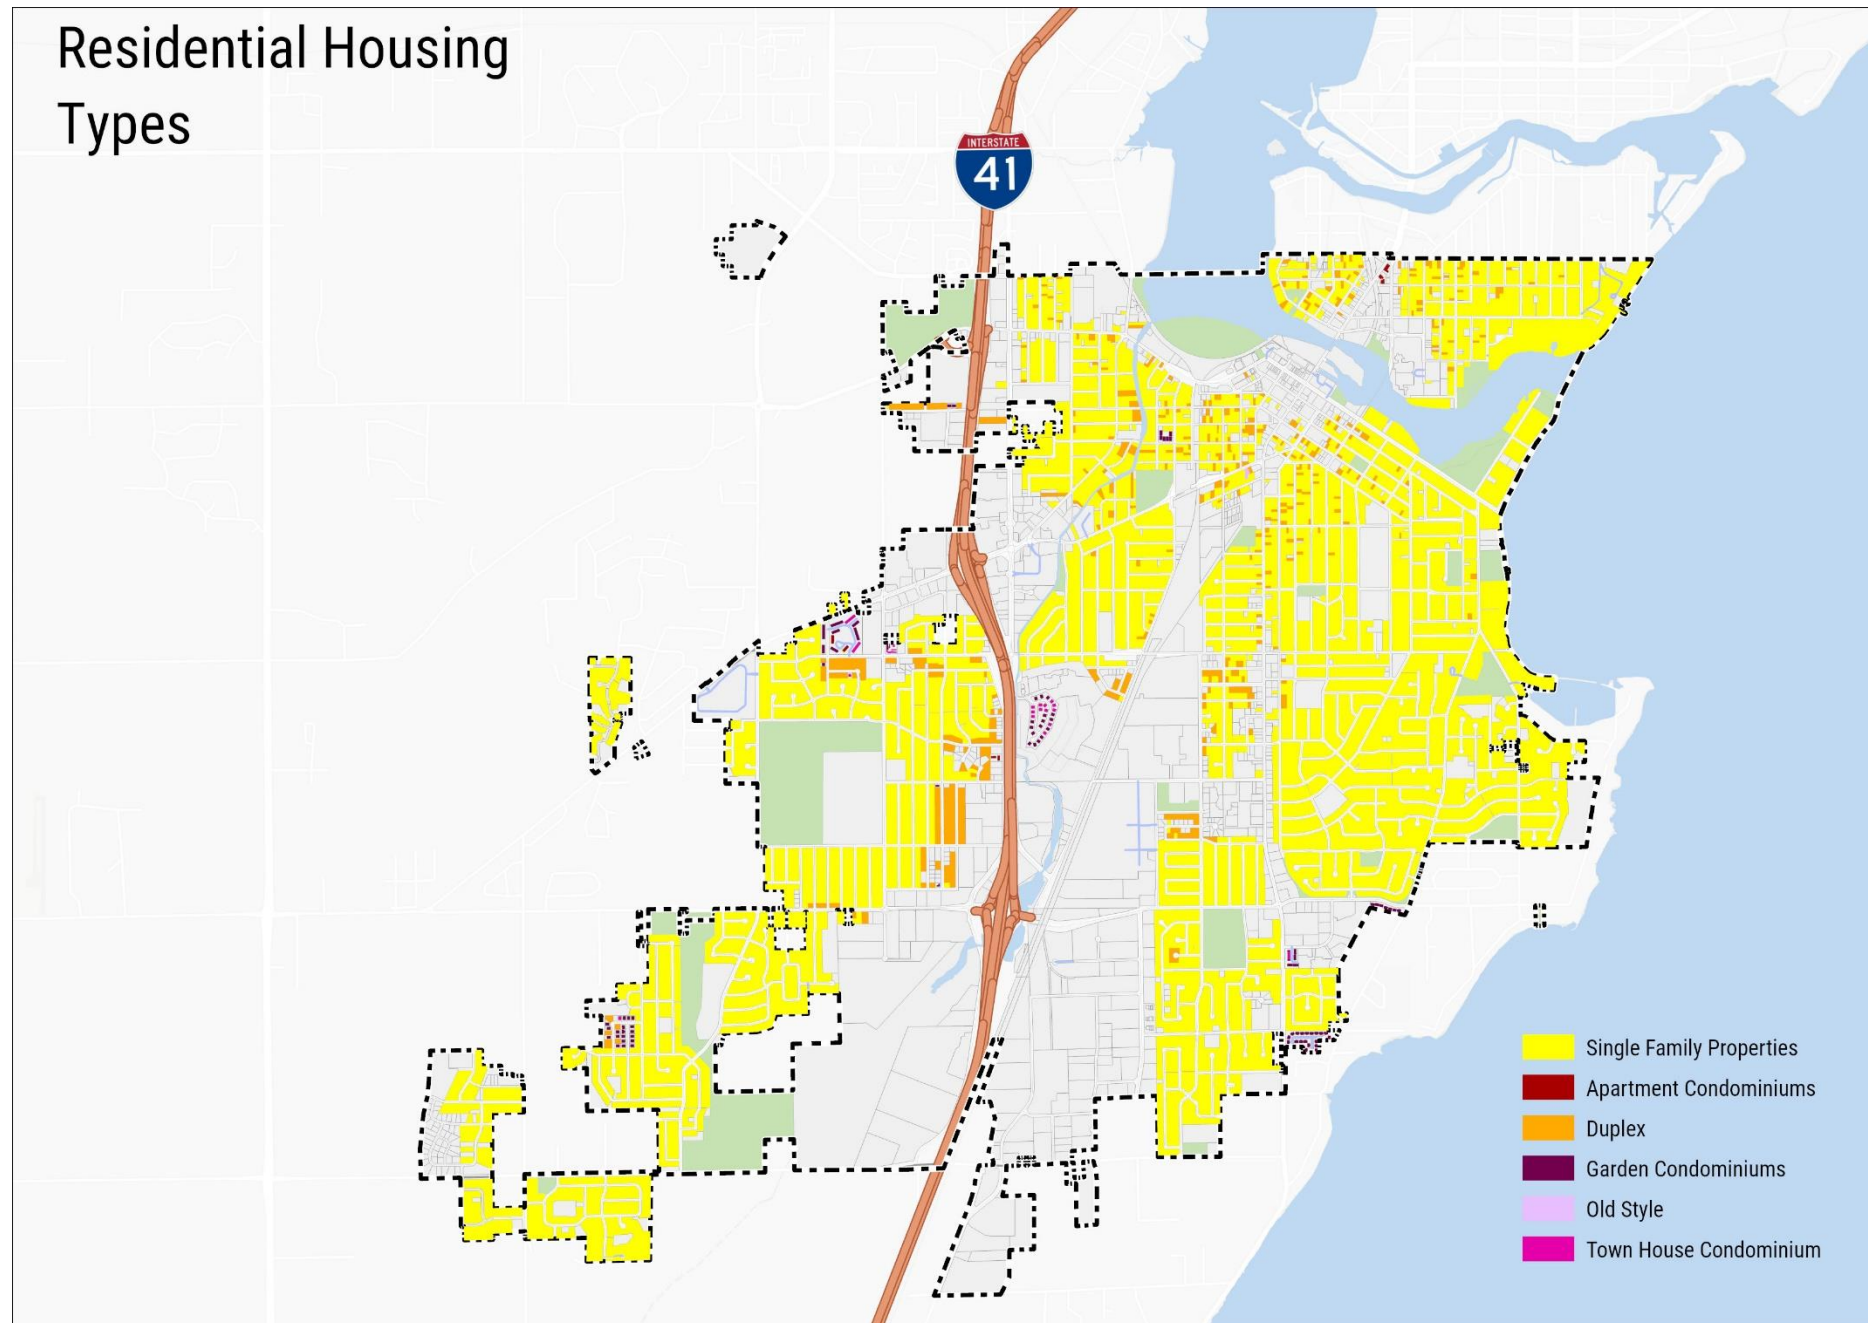 Residential Housing
Types
INTERSTATE
41
Single Family Properties
Apartment Condominiums
Duplex
Garden Condominiums
Old Style
Town House Condominium